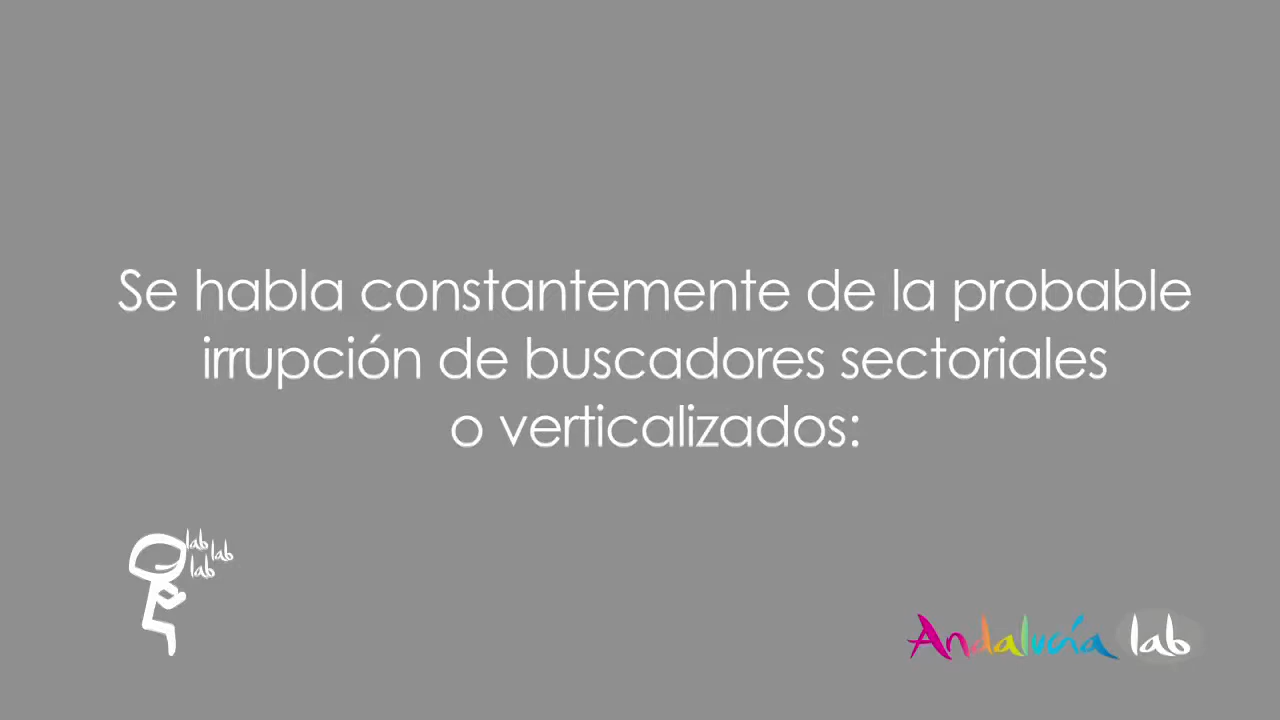 Se habla constantemente de la probable
irrupción de buscadores sectoriales
o verticalizados:
lab lab
lab
Andalucía lab